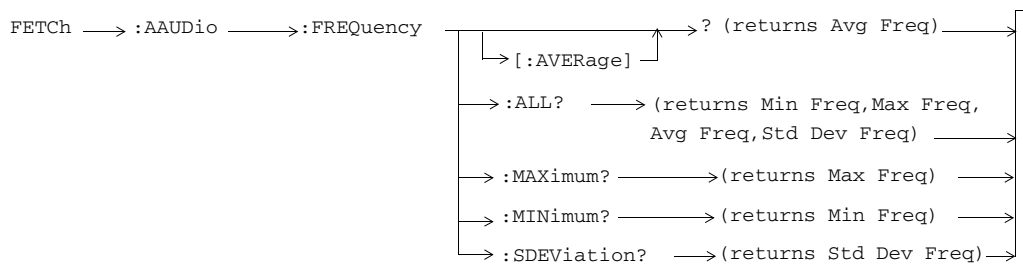 FETCh :AAUDio :FREQuency ? (returns Avg Freq)
[:AVERage]
:ALL? (returns Min Freq,Max Freq,
Avg Freq,Std Dev Freq)
:MAXimum? (returns Max Freq)
:MINimum? (returns Min Freq)
:SDEViation? (returns Std Dev Freq)